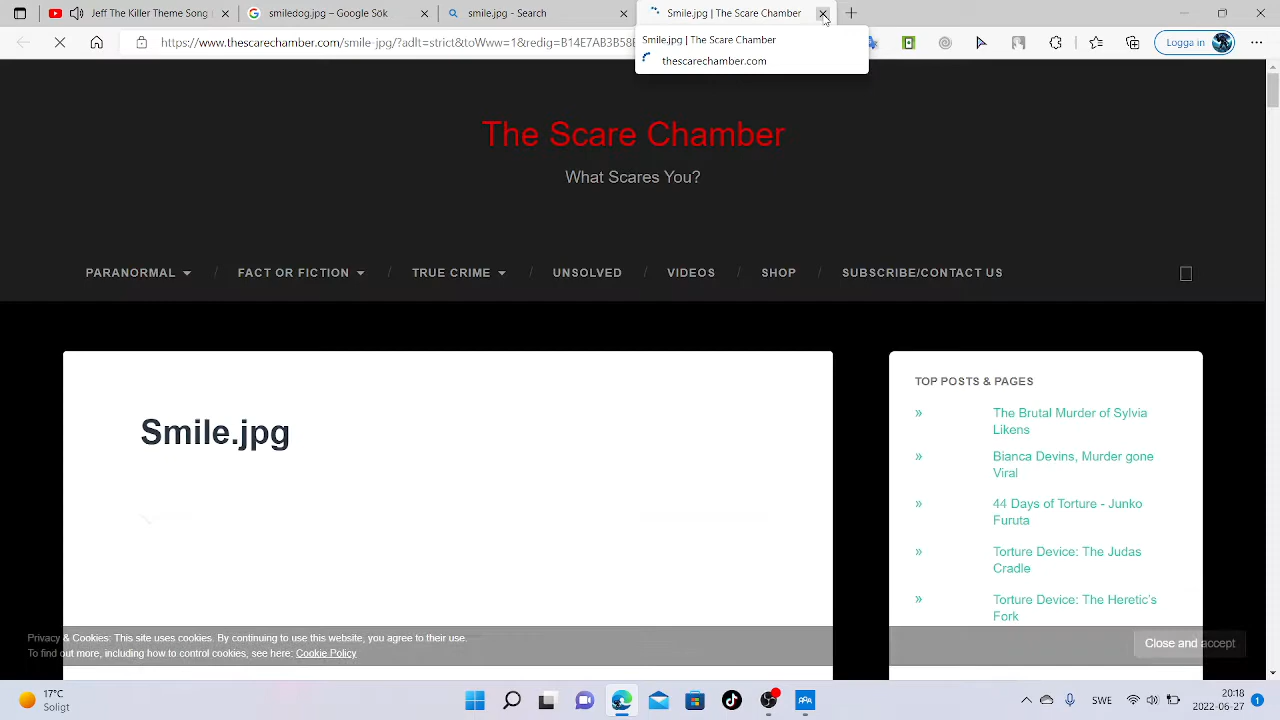 Jeff The Killer Theme Song
smiledog.jpg – Google Search
smile.jpg - Search
Smile.jpg | The Scare Chamber
https://www.thescarechamber.com/smile-jpg/?adlt=strict&toWww=1&redig=B14E7AB3B58
Logga in
Smile.jpg | The Scare Chamber
thescarechamber.com
The Scare Chamber
What Scares You?
PARANORMAL / FACT OR FICTION / TRUE CRIME / UNSOLVED / VIDEOS / SHOP / SUBSCRIBE/CONTACT US
Smile.jpg
TOP POSTS & PAGES
» The Brutal Murder of Sylvia
Likens
» Bianca Devins, Murder gone
Viral
» 44 Days of Torture - Junko
Furuta
» Torture Device: The Judas
Cradle
» Torture Device: The Heretic's
Fork
Privacy & Cookies: This site uses cookies. By continuing to use this website, you agree to their use.
To find out more, including how to control cookies, see here: Cookie Policy
Close and accept
17°C
Soligt
SWE
20:18
2022-06-27
1